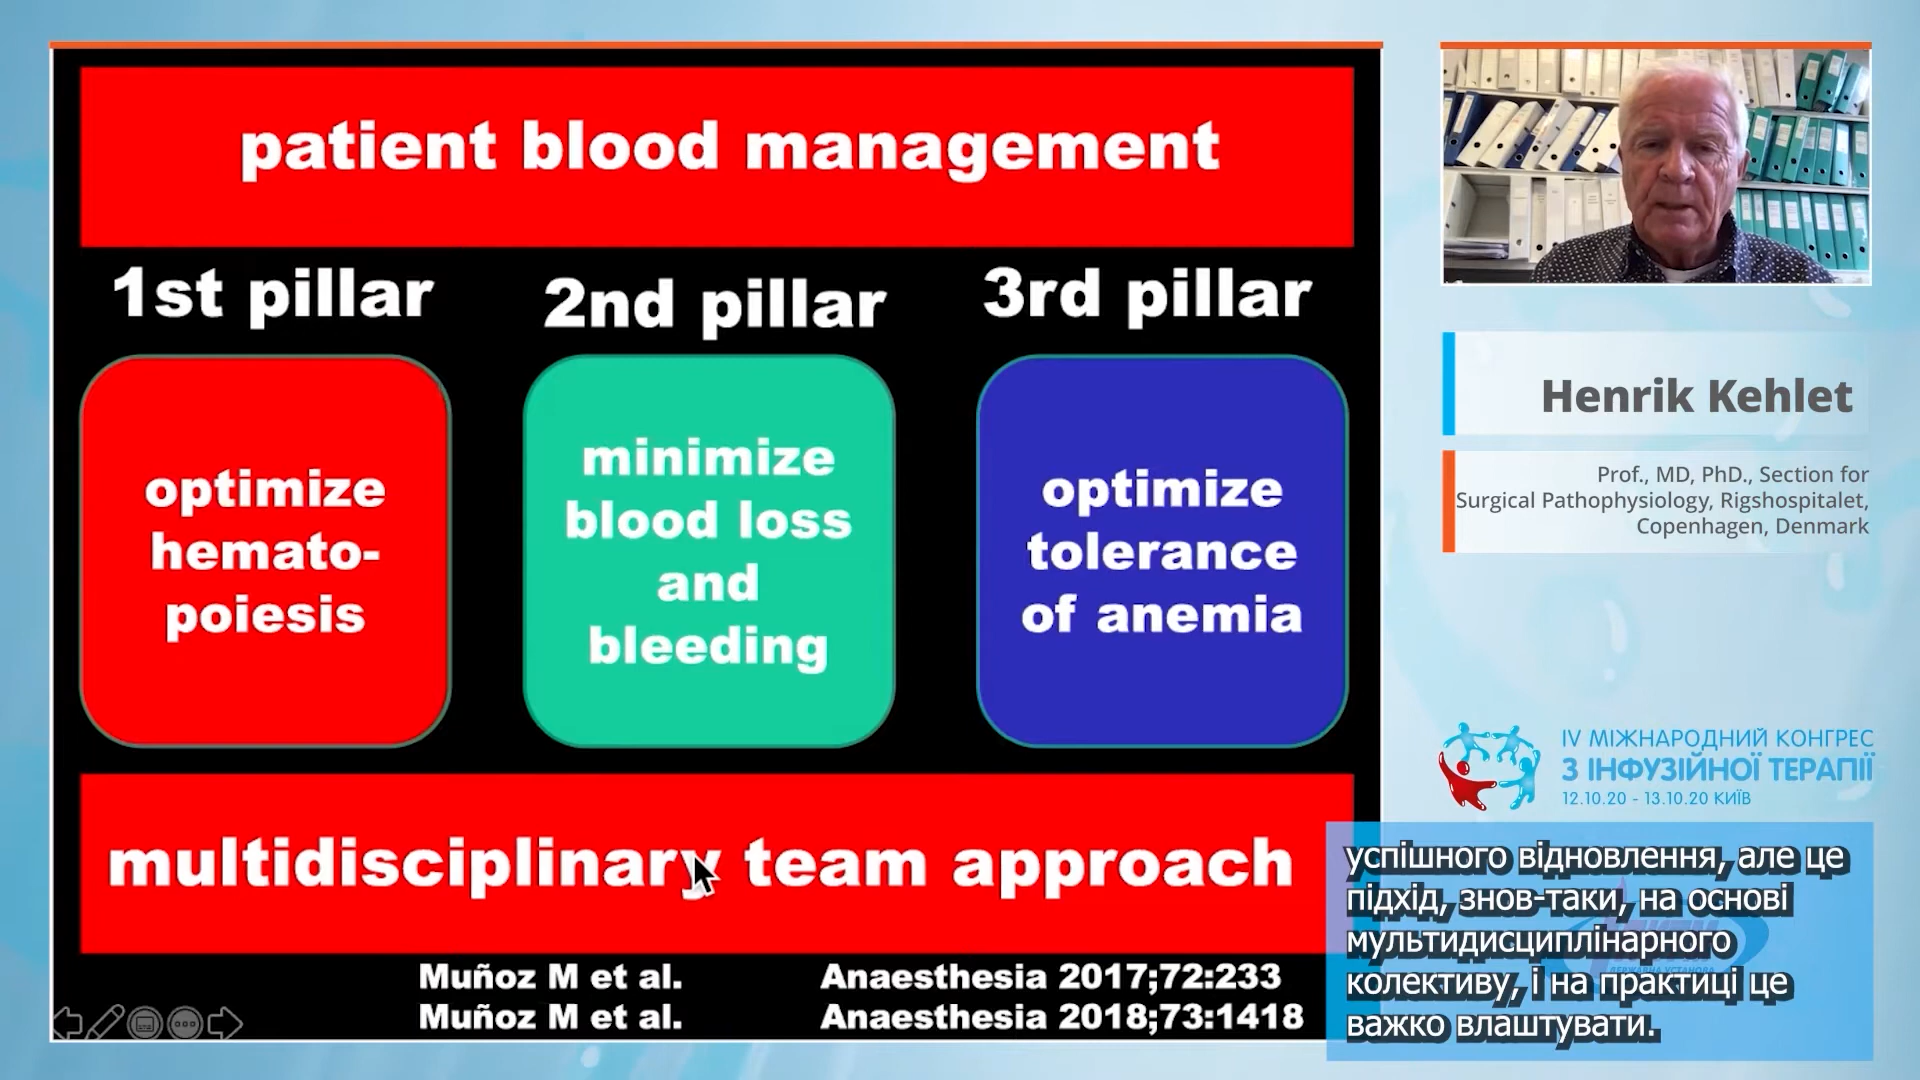 patient blood management
1st pillar
2nd pillar
3rd pillar
optimize
hemato-
poiesis
minimize
blood loss
and
bleeding
optimize
tolerance
of anemia
multidisciplinary team approach
Muñoz M et al. Anaesthesia 2017;72:233
Muñoz M et al. Anaesthesia 2018;73:1418
Henrik Kehlet
Prof., MD, PhD., Section for
Surgical Pathophysiology, Rigshospitalet,
Copenhagen, Denmark
IV МІЖНАРОДНИЙ КОНГРЕС
З ІНФУЗІЙНОЇ ТЕРАПІЇ
12.10.20 - 13.10.20 КИЇВ
успішного відновлення, але це
підхід, знов-таки, на основі
мультидисциплінарного
колективу, і на практиці це
важко влаштувати.